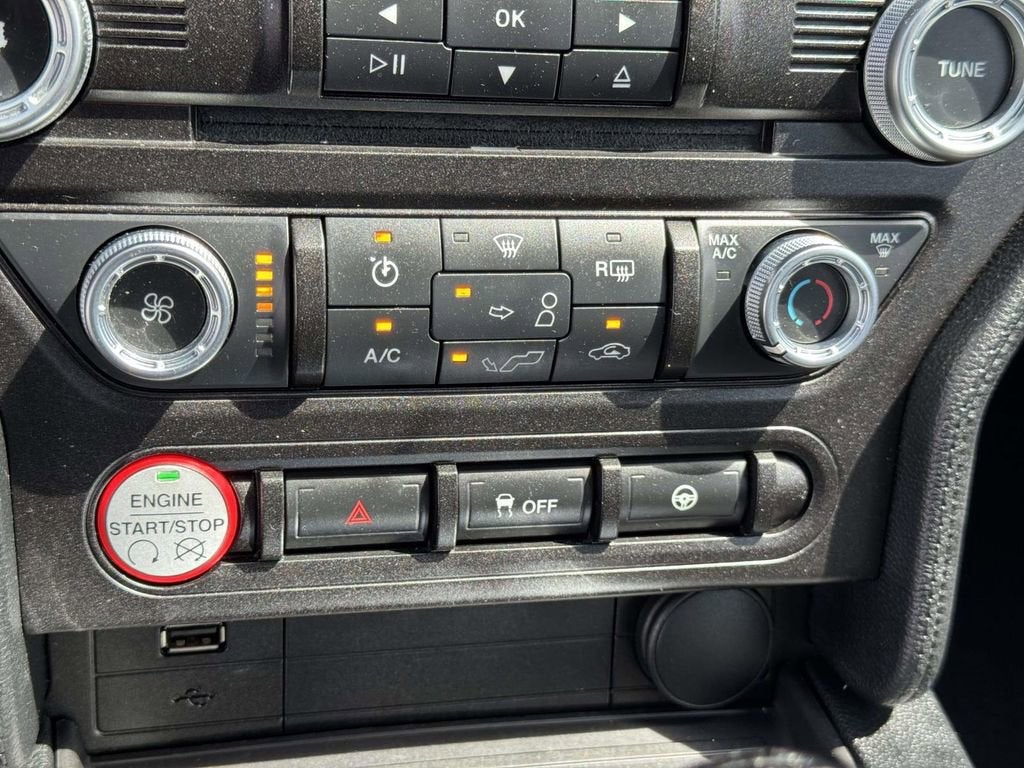 OK
TUNE
MAX
A/C
MAX
R
A/C
ENGINE
START/STOP
OFF